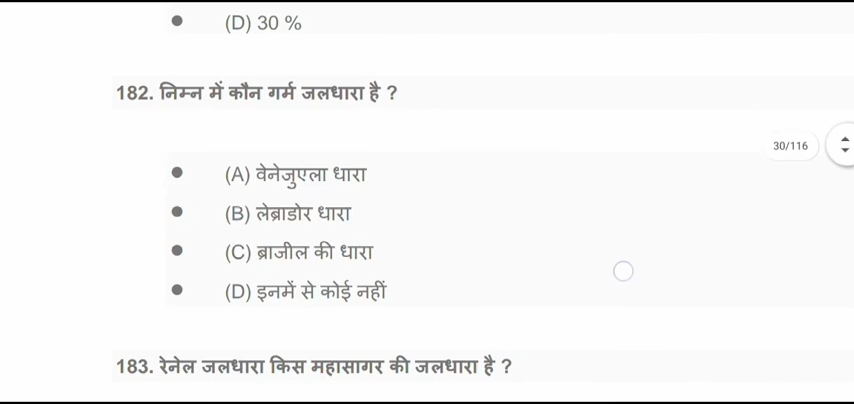 (D) 30 %
182. निम्न में कौन गर्म जलधारा है ?
30/116
(A) वेनेजुएला धारा
(B) लेब्राडोर धारा
(C) ब्राजील की धारा
(D) इनमें से कोई नहीं
183. रेनेल जलधारा किस महासागर की जलधारा है ?